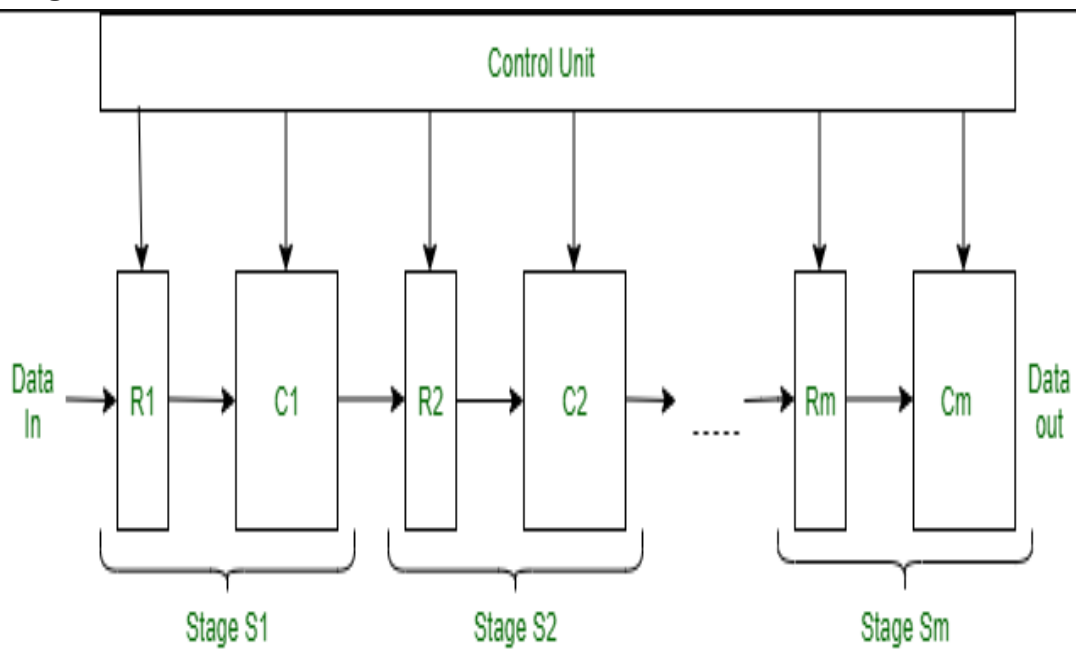 Control Unit
Data
In
R1
C1
R2
C2
.....
Rm
Cm
Data
out
Stage S1
Stage S2
Stage Sm